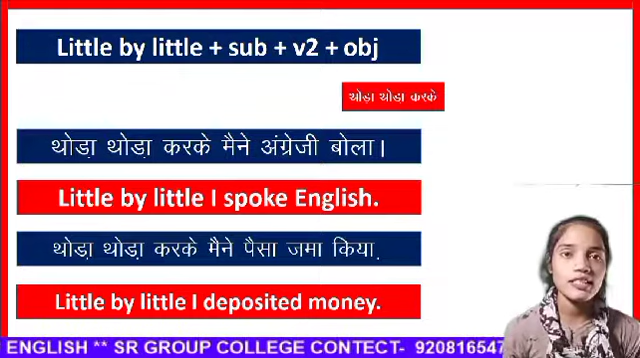 Little by little + sub + v2 + obj
थोड़ा थोड़ा करके
थोड़ा थोड़ा करके मैने अंग्रेजी बोला।
Little by little I spoke English.
थोड़ा थोड़ा करके मैने पैसा जमा किया.
Little by little I deposited money.
ENGLISH ** SR GROUP COLLEGE CONTECT- 920816547